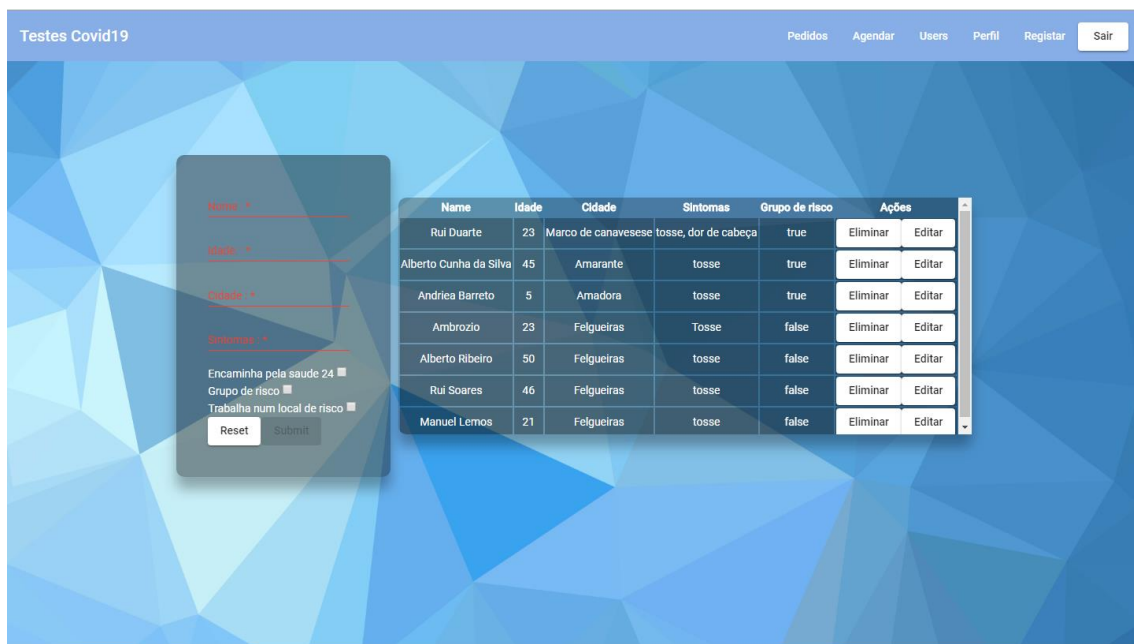 Testes Covid19
Pedidos Agendar Users Perfil Registar Sair
Nome *
Idade *
Cidade *
Sintomas *
Encaminha pela saude 24
Grupo de risco
Trabalha num local de risco
Reset Submit
Name Idade Cidade Sintomas Grupo de risco Ações
Rui Duarte 23 Marco de canavesese tosse, dor de cabeça true Eliminar Editar
Alberto Cunha da Silva 45 Amarante tosse true Eliminar Editar
Andriea Barreto 5 Amadora tosse true Eliminar Editar
Ambrozio 23 Felgueiras Tosse false Eliminar Editar
Alberto Ribeiro 50 Felgueiras tosse false Eliminar Editar
Rui Soares 46 Felgueiras tosse false Eliminar Editar
Manuel Lemos 21 Felgueiras tosse false Eliminar Editar